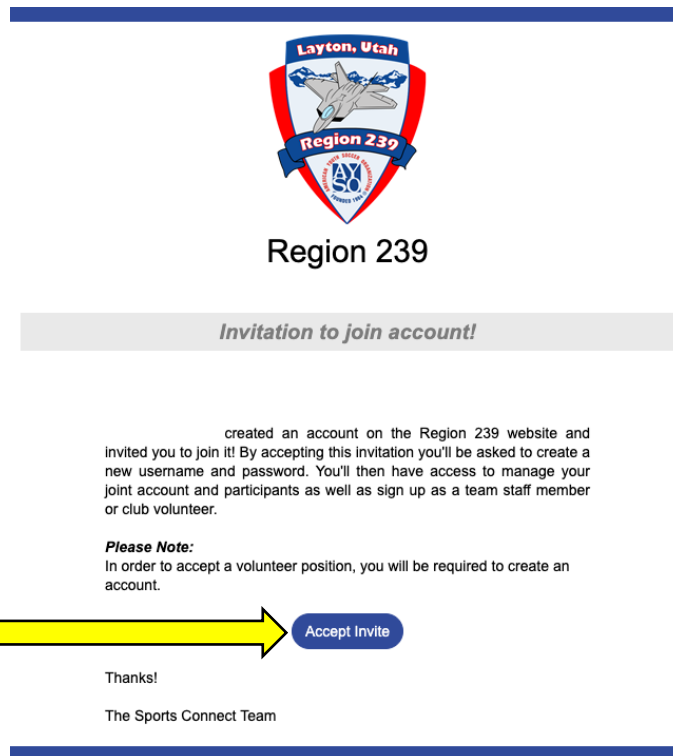 Layton, Utah
Region 239
AMERICAN YOUTH SOCCER ORGANIZATION
AY
SO
FOUNDED 1964
Region 239
Invitation to join account!
created an account on the Region 239 website and
invited you to join it! By accepting this invitation you'll be asked to create a
new username and password. You'll then have access to manage your
joint account and participants as well as sign up as a team staff member
or club volunteer.
Please Note:
In order to accept a volunteer position, you will be required to create an
account.
Accept Invite
Thanks!
The Sports Connect Team